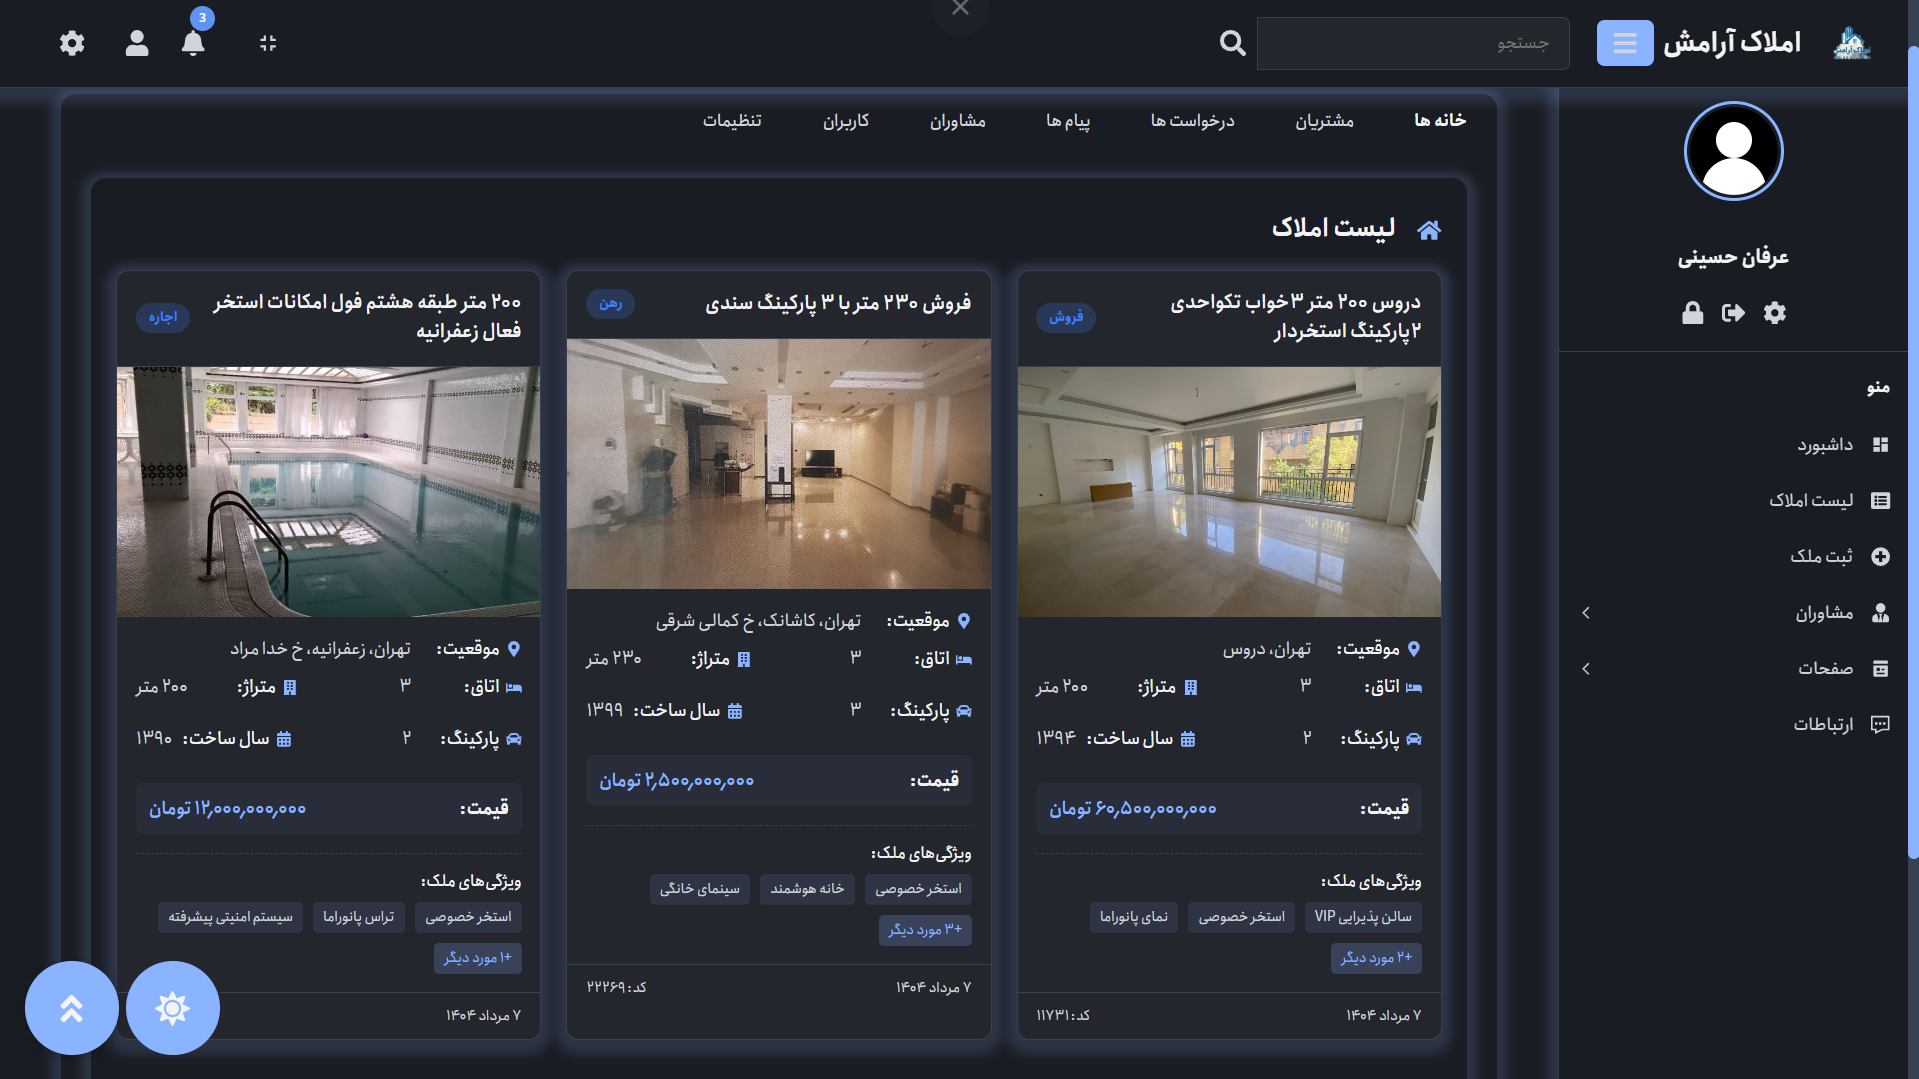 املاک آرامش
جستجو
3
خانه ها
مشتریان
درخواست ها
پیام ها
مشاوران
کاربران
تنظیمات
عرفان حسینی
منو
داشبورد
لیست املاک
ثبت ملک
مشاوران
صفحات
ارتباطات
لیست املاک
دروس ۲۰۰ متر ۳خواب تکواحدی
۲پارکینگ استخردار
فروش
موقعیت: تهران، دروس
اتاق: ۳ متراژ: ۲۰۰ متر
پارکینگ: ۲ سال ساخت: ۱۳۹۴
قیمت: ۶۰٫۵۰۰٫۰۰۰٫۰۰۰ تومان
ویژگی‌های ملک:
سالن پذیرایی VIP استخر خصوصی نمای پانوراما
+۲ مورد دیگر
۷ مرداد ۱۴۰۴ کد: ۱۱۷۳۱
فروش ۲۳۰ متر با ۳ پارکینگ سندی
رهن
موقعیت: تهران، کاشانک، خ کمالی شرقی
اتاق: ۳ متراژ: ۲۳۰ متر
پارکینگ: ۳ سال ساخت: ۱۳۹۹
قیمت: ۲٫۵۰۰٫۰۰۰٫۰۰۰ تومان
ویژگی‌های ملک:
استخر خصوصی خانه هوشمند سینمای خانگی
+۳ مورد دیگر
۷ مرداد ۱۴۰۴ کد: ۲۲۲۶۹
۲۰۰ متر طبقه هشتم فول امکانات استخر
فعال زعفرانیه
اجاره
موقعیت: تهران، زعفرانیه، خ خدا مراد
اتاق: ۳ متراژ: ۲۰۰ متر
پارکینگ: ۲ سال ساخت: ۱۳۹۰
قیمت: ۱۲٫۰۰۰٫۰۰۰٫۰۰۰ تومان
ویژگی‌های ملک:
استخر خصوصی تراس پانوراما سیستم امنیتی پیشرفته
+۱ مورد دیگر
۷ مرداد ۱۴۰۴